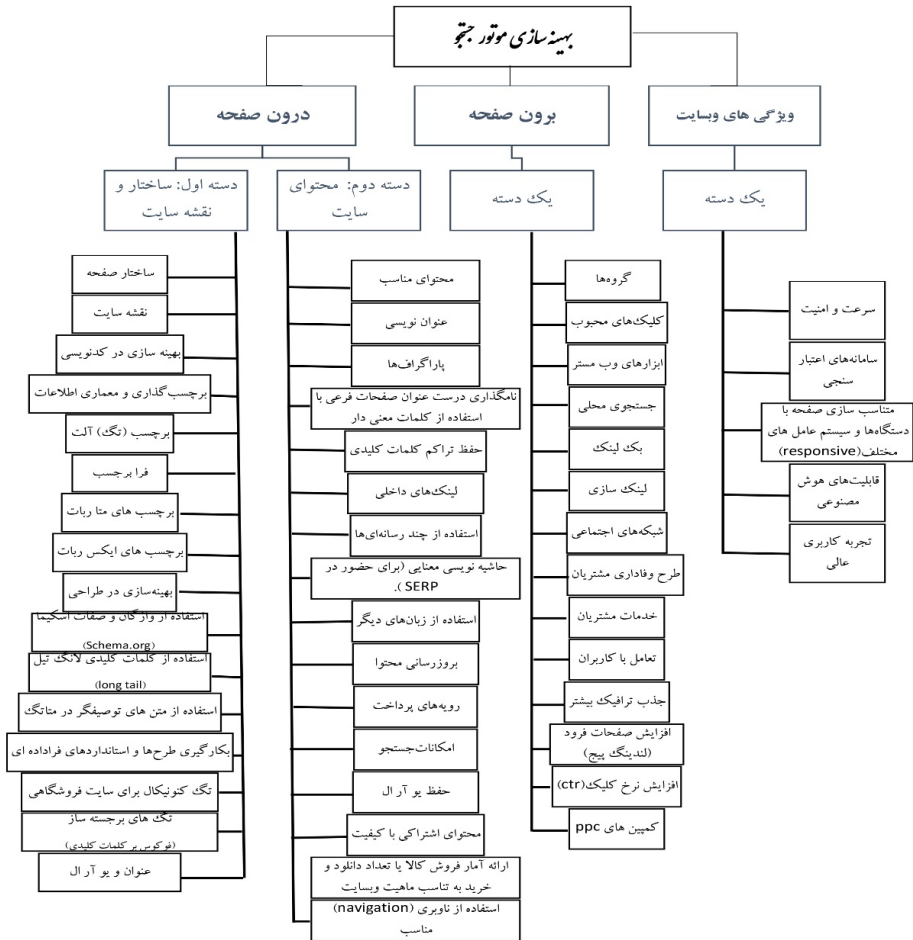 بهینه سازی موتور جستجو
ویژگی های وبسایت
برون صفحه
درون صفحه
یک دسته
یک دسته
دسته دوم: محتوای
سایت
دسته اول: ساختار و
نقشه سایت
سرعت و امنیت
سامانه‌های اعتبار
سنجی
متناسب سازی صفحه با
دستگاه‌ها و سیستم عامل های
مختلف(responsive)
قابلیت‌های هوش
مصنوعی
تجربه کاربری
عالی
گروه‌ها
کلیک‌های محبوب
ابزارهای وب مستر
جستجوی محلی
بک لینک
لینک سازی
شبکه‌های اجتماعی
طرح وفاداری مشتریان
خدمات مشتریان
تعامل با کاربران
جذب ترافیک بیشتر
افزایش صفحات فرود
(لندینگ پیج)
افزایش نرخ کلیک(ctr)
کمپین های ppc
محتوای مناسب
عنوان نویسی
پاراگراف‌ها
نامگذاری درست عنوان صفحات فرعی با
استفاده از کلمات معنی دار
حفظ تراکم کلمات کلیدی
لینک‌های داخلی
استفاده از چند رسانه‌ای‌ها
حاشیه نویسی معنایی (برای حضور در
SERP ).
استفاده از زبان‌های دیگر
بروزرسانی محتوا
رویه‌های پرداخت
امکانات‌جستجو
حفظ یو آر ال
محتوای اشتراکی با کیفیت
ارائه آمار فروش کالا یا تعداد دانلود و
خرید به تناسب ماهیت وبسایت
استفاده از ناوبری (navigation)
مناسب
ساختار صفحه
نقشه سایت
بهینه سازی در کدنویسی
برچسب‌گذاری و معماری اطلاعات
برچسب (تگ) آلت
فرا برچسب
برچسب های متا ربات
برچسب های ایکس ربات
بهینه‌سازی در طراحی
استفاده از واژگان و صفات اسکیما
(Schema.org)
استفاده از کلمات کلیدی لانگ تیل
(long tail)
استفاده از متن های توصیفگر در متاتگ
بکارگیری طرح‌ها و استانداردهای فراداده ای
تگ کنونیکال برای سایت فروشگاهی
تگ های برجسته ساز
(فوکوس بر کلمات کلیدی)
عنوان و یو آر ال